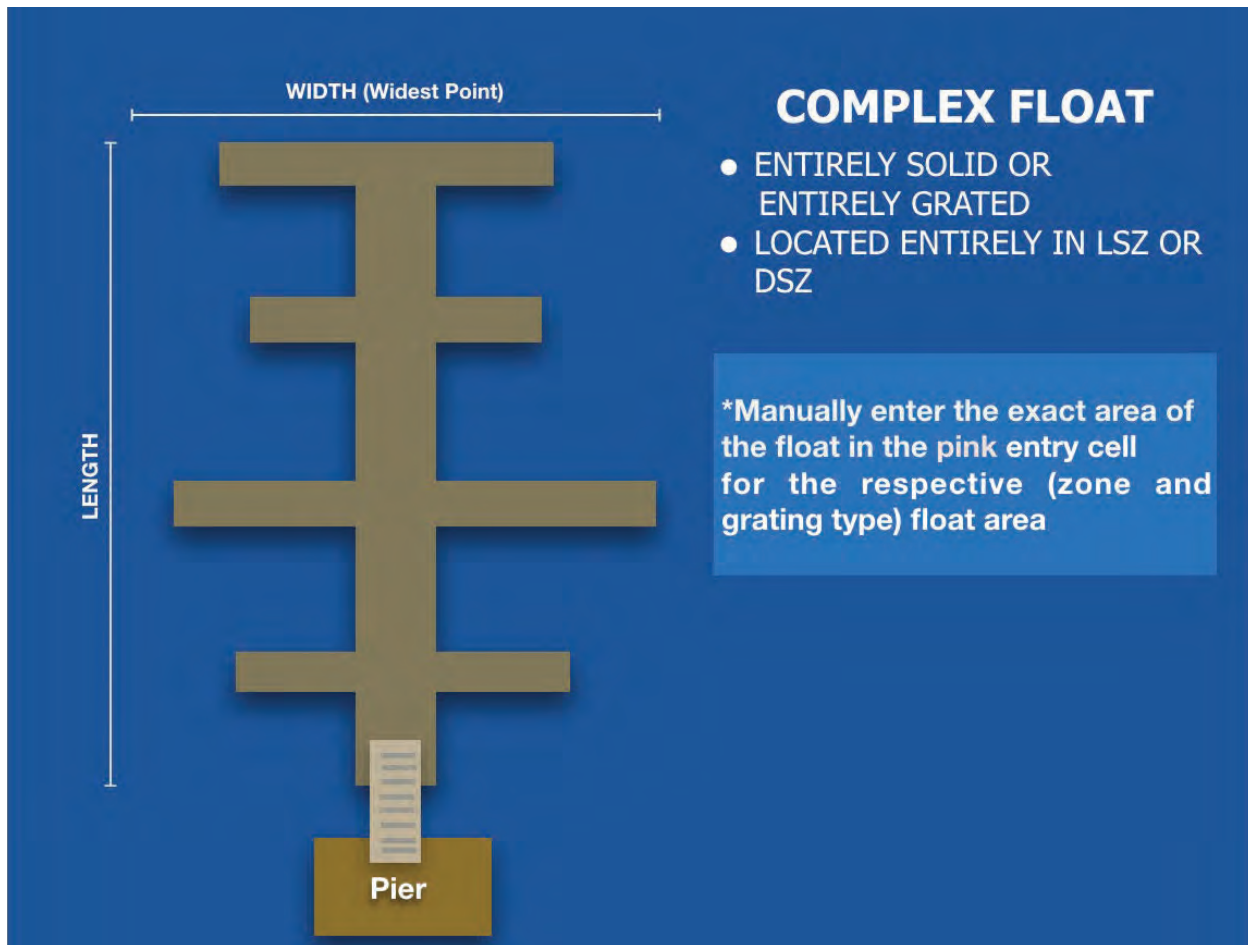 WIDTH (Widest Point)
COMPLEX FLOAT
● ENTIRELY SOLID OR
ENTIRELY GRATED
● LOCATED ENTIRELY IN LSZ OR
DSZ
LENGTH
*Manually enter the exact area of
the float in the pink entry cell
for the respective (zone and
grating type) float area
Pier